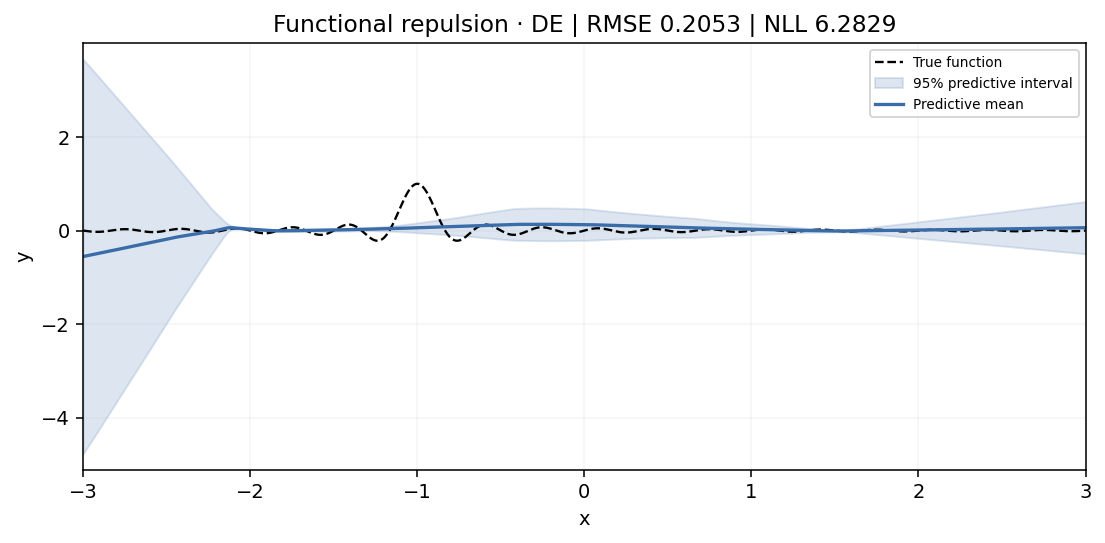 Functional repulsion · DE | RMSE 0.2053 | NLL 6.2829
True function
95% predictive interval
Predictive mean
y
2
0
−2
−4
−3
−2
−1
0
1
2
3
x